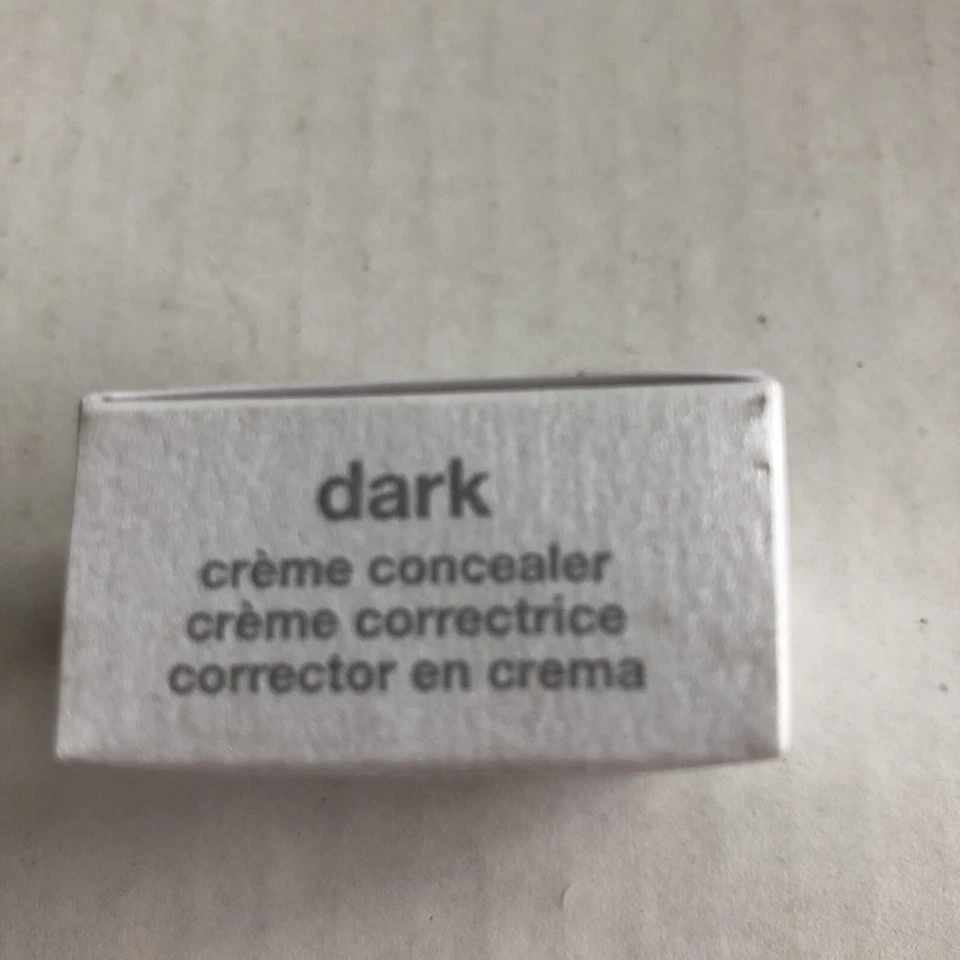 dark
crème concealer
crème correctrice
corrector en crema